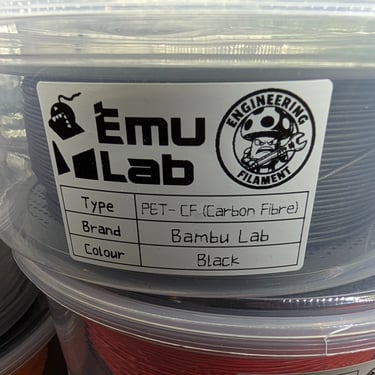 Emu
Lab
ENGINEERING
FILAMENT
Type PET-CF (Carbon Fibre)
Brand Bambu Lab
Colour Black